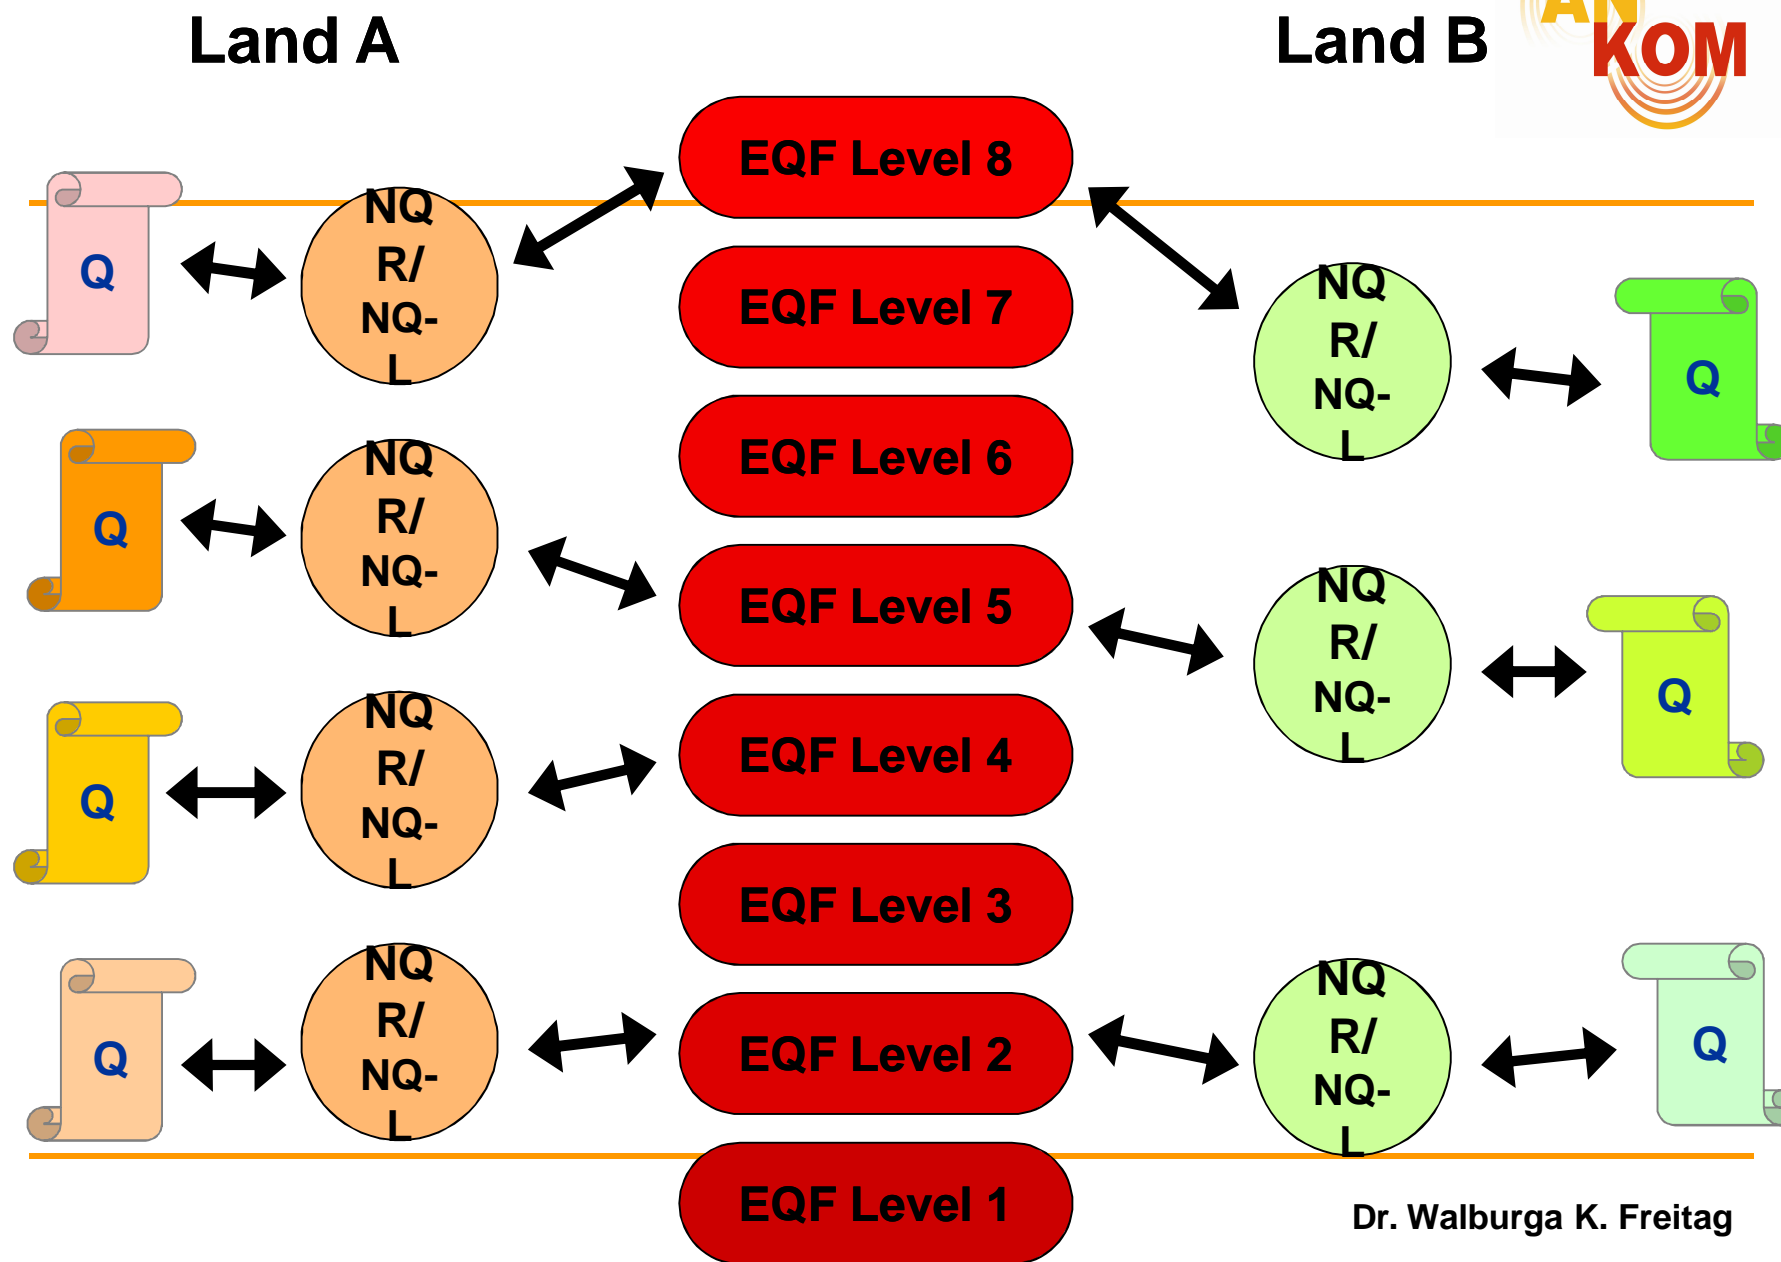 Land A
Land B
AN
KOM
EQF Level 8
EQF Level 7
EQF Level 6
EQF Level 5
EQF Level 4
EQF Level 3
EQF Level 2
EQF Level 1
Q
NQ
R/
NQ-
L
Q
NQ
R/
NQ-
L
Q
NQ
R/
NQ-
L
Q
NQ
R/
NQ-
L
NQ
R/
NQ-
L
Q
NQ
R/
NQ-
L
Q
NQ
R/
NQ-
L
Q
Dr. Walburga K. Freitag